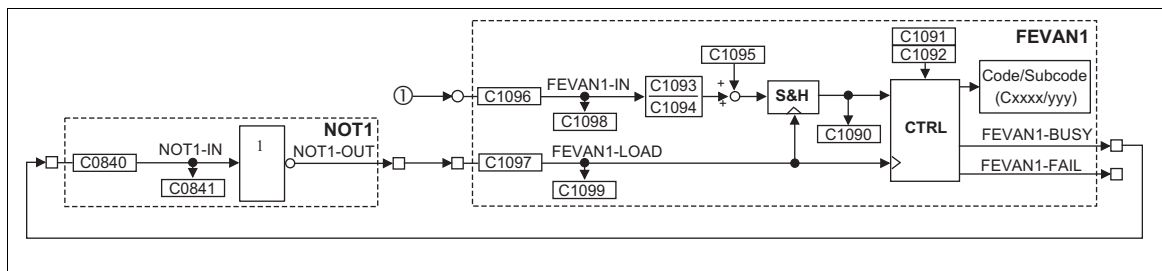 FEVAN1
C1091
C1092
C1095
Code/Subcode
(Cxxxx/yyy)
①
C1096
FEVAN1-IN
C1093
C1094
+
+
S&H
C1098
C1090
CTRL
NOT1
FEVAN1-BUSY
C0840
NOT1-IN
1
NOT1-OUT
C1097
FEVAN1-LOAD
FEVAN1-FAIL
C0841
C1099